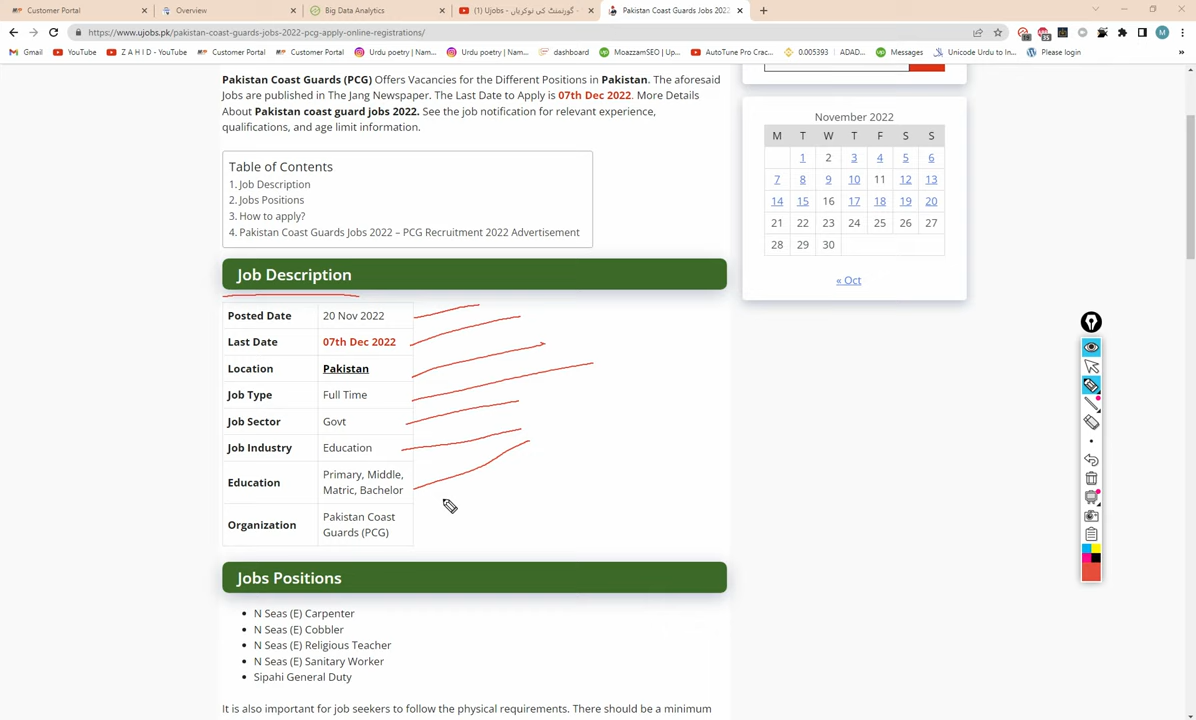 Customer Portal
Overview
Big Data Analytics
(1) Ujobs - گورنمنٹ کی نوکریاں
Pakistan Coast Guards Jobs 2022
https://www.ujobs.pk/pakistan-coast-guards-jobs-2022-pcg-apply-online-registrations/
Gmail
YouTube
Z A H I D - YouTube
Customer Portal
Customer Portal
Urdu poetry | Nam...
Urdu poetry | Nam...
dashboard
MoazzamSEO | Up...
AutoTune Pro Crac...
0.005393 | ADAD...
Messages
Unicode Urdu to In...
Please login
Pakistan Coast Guards (PCG) Offers Vacancies for the Different Positions in Pakistan. The aforesaid
Jobs are published in The Jang Newspaper. The Last Date to Apply is 07th Dec 2022. More Details
About Pakistan coast guard jobs 2022. See the job notification for relevant experience,
qualifications, and age limit information.
Table of Contents
1. Job Description
2. Jobs Positions
3. How to apply?
4. Pakistan Coast Guards Jobs 2022 – PCG Recruitment 2022 Advertisement
Job Description
Posted Date 20 Nov 2022
Last Date 07th Dec 2022
Location Pakistan
Job Type Full Time
Job Sector Govt
Job Industry Education
Education Primary, Middle,
Matric, Bachelor
Organization Pakistan Coast
Guards (PCG)
Jobs Positions
N Seas (E) Carpenter
N Seas (E) Cobbler
N Seas (E) Religious Teacher
N Seas (E) Sanitary Worker
Sipahi General Duty
It is also important for job seekers to follow the physical requirements. There should be a minimum
November 2022
M T W T F S S
1 2 3 4 5 6
7 8 9 10 11 12 13
14 15 16 17 18 19 20
21 22 23 24 25 26 27
28 29 30
« Oct